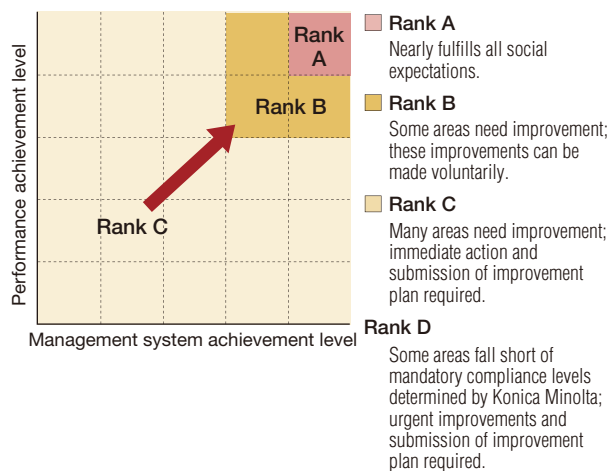 Performance achievement level
Rank
A
Rank B
Rank C
Management system achievement level
Rank A
Nearly fulfills all social
expectations.
Rank B
Some areas need improvement;
these improvements can be
made voluntarily.
Rank C
Many areas need improvement;
immediate action and
submission of improvement
plan required.
Rank D
Some areas fall short of
mandatory compliance levels
determined by Konica Minolta;
urgent improvements and
submission of improvement
plan required.